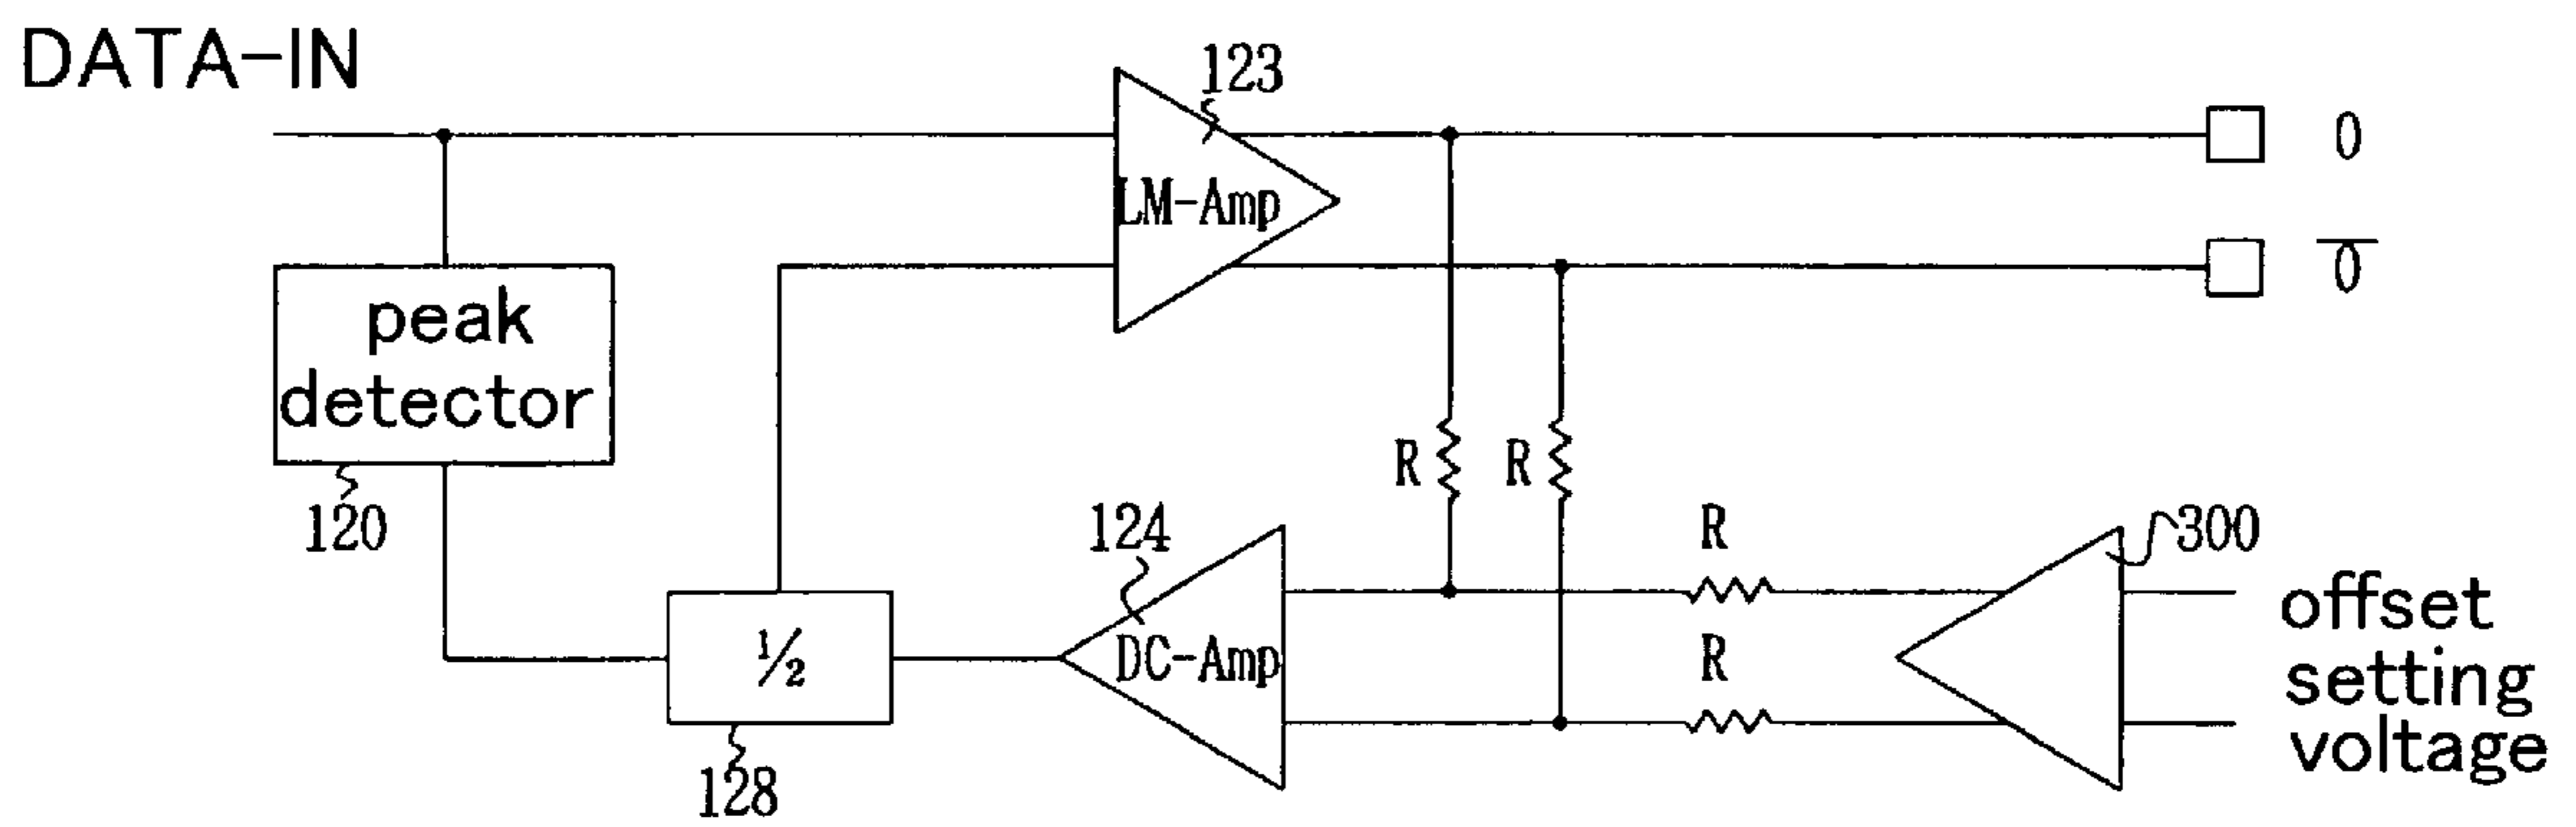 DATA-IN
123
LM-Amp
0
0̅
peak
detector
120
R
R
124
DC-Amp
R
R
300
offset
setting
voltage
½
128